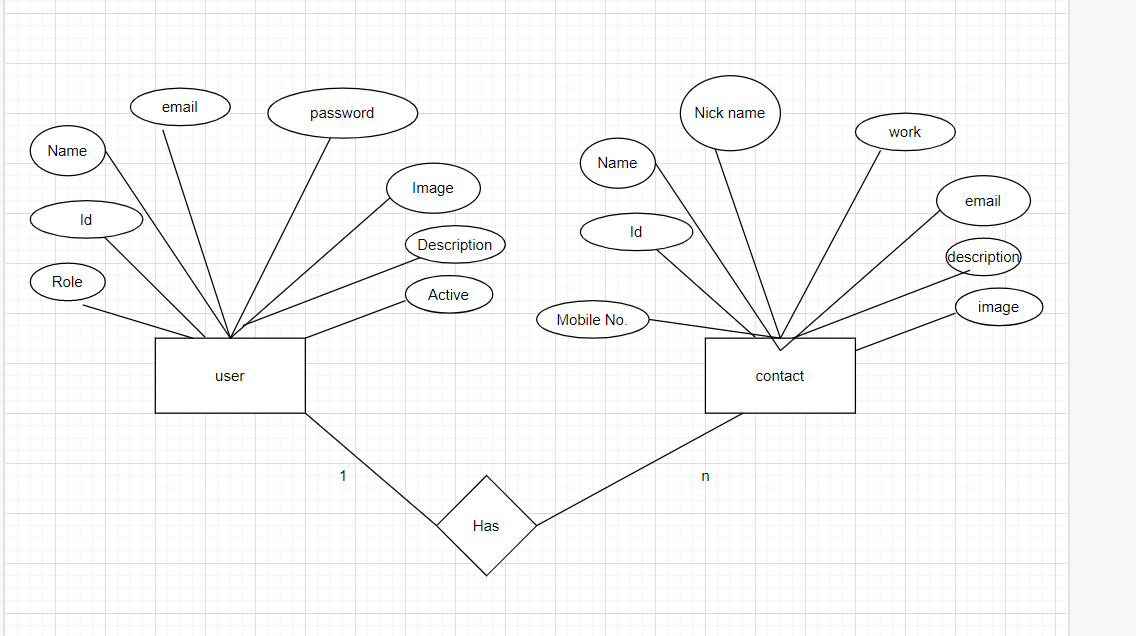 email
password
Name
Image
Id
Description
Role
Active
user
Nick name
work
Name
email
Id
description
image
Mobile No.
contact
1
n
Has